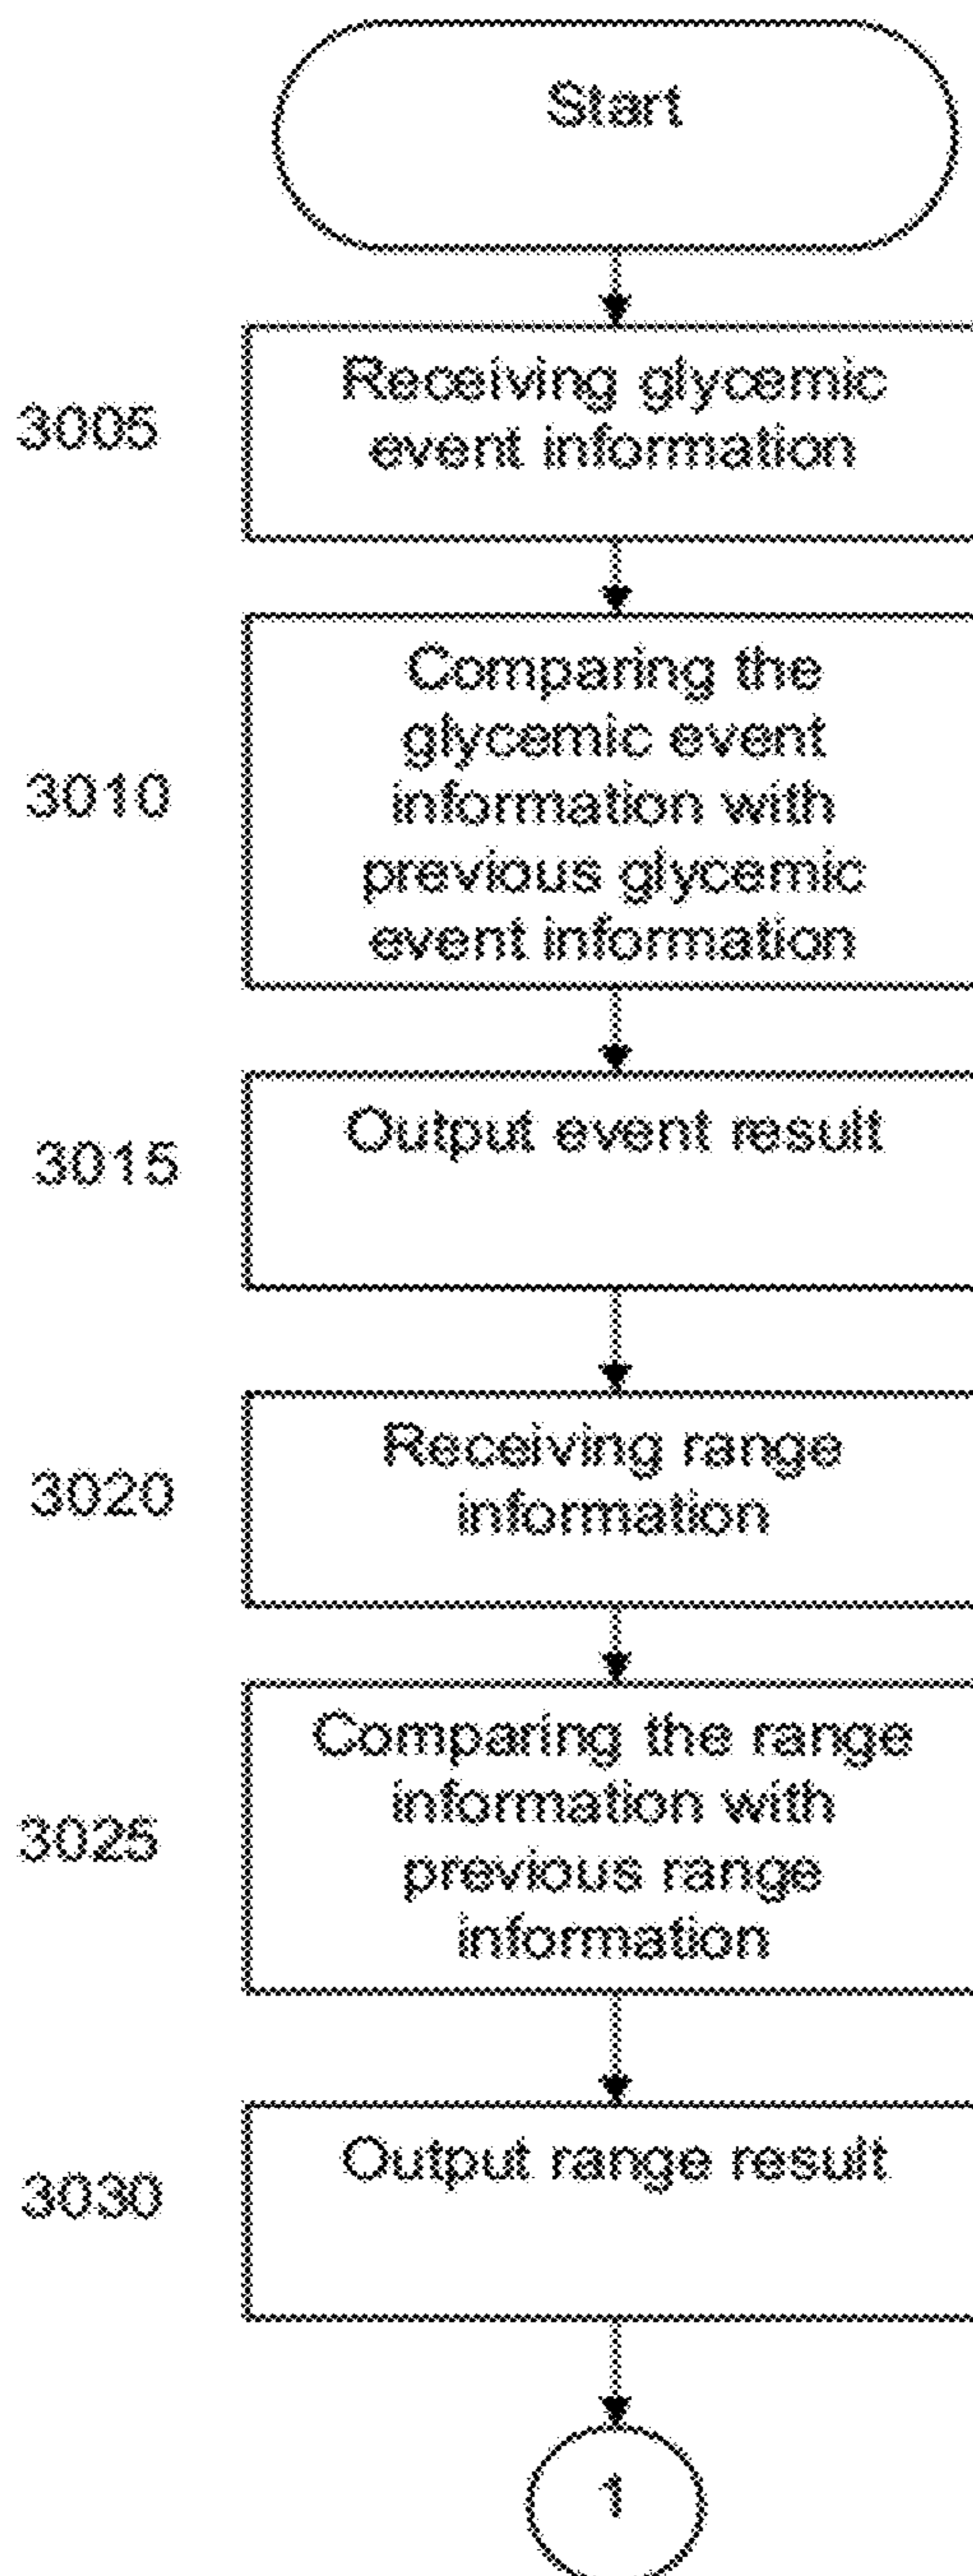 Start
3005
Receiving glycemic
event information
3010
Comparing the
glycemic event
information with
previous glycemic
event information
3015
Output event result
3020
Receiving range
information
3025
Comparing the range
information with
previous range
information
3030
Output range result
1